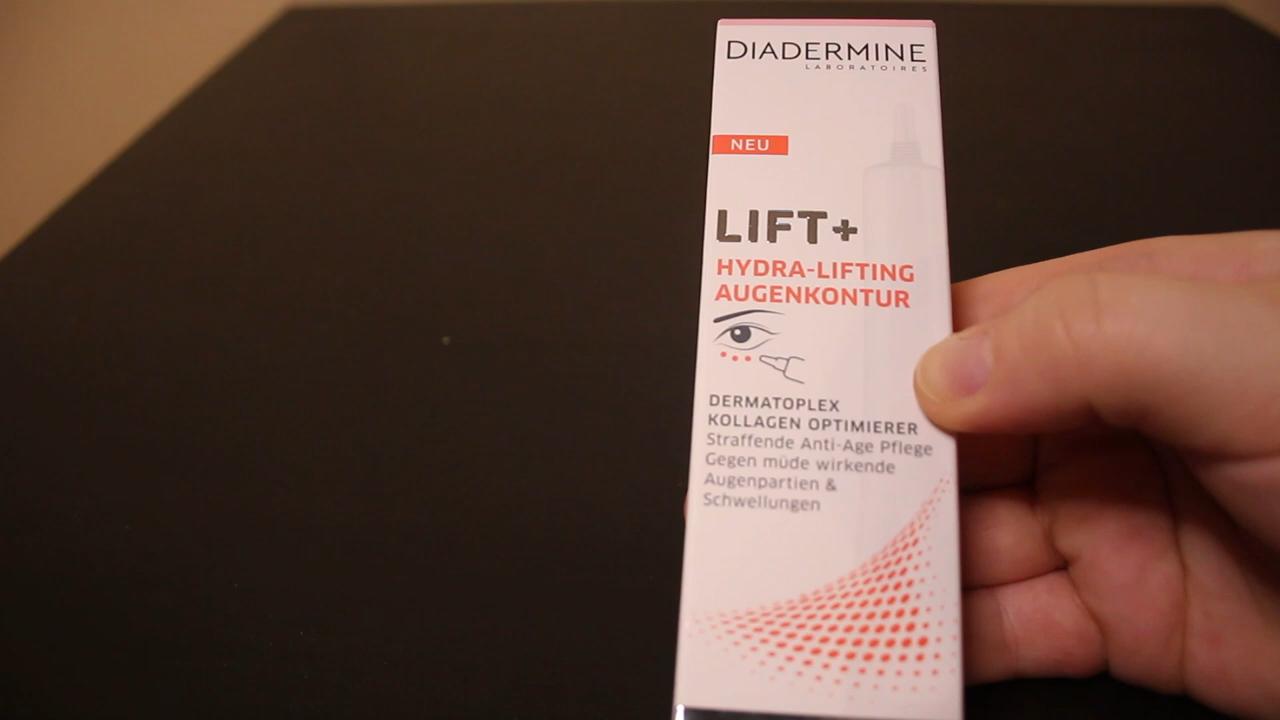 DIADERMINE
LABORATOIRES
NEU
LIFT+
HYDRA-LIFTING
AUGENKONTUR
DERMATOPLEX
KOLLAGEN OPTIMIERER
Straffende Anti-Age Pflege
Gegen müde wirkende
Augenpartien &
Schwellungen